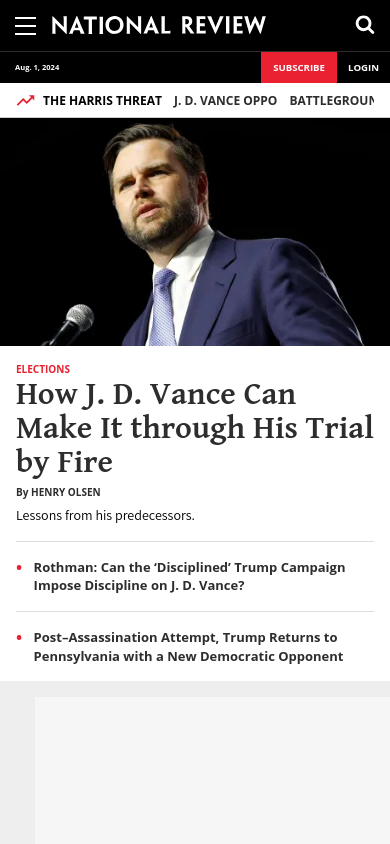 NATIONAL REVIEW
Aug. 1, 2024
SUBSCRIBE
LOGIN
THE HARRIS THREAT
J. D. VANCE OPPO
BATTLEGROUN
ELECTIONS
How J. D. Vance Can
Make It through His Trial
by Fire
By HENRY OLSEN
Lessons from his predecessors.
• Rothman: Can the ‘Disciplined’ Trump Campaign
Impose Discipline on J. D. Vance?
• Post–Assassination Attempt, Trump Returns to
Pennsylvania with a New Democratic Opponent